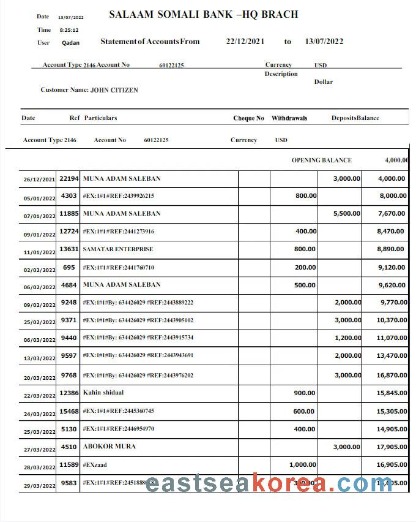 Date 13/07/2022 SALAAM SOMALI BANK –HQ BRACH
Time 8:25:12
User Qadan Statement of Accounts From 22/12/2021 to 13/07/2022
Account Type 2146 Account No 60122125 Currency USD
Description
Dollar
Customer Name: JOHN CITIZEN
Date Ref Particulars Cheque No Withdrawals Deposits Balance
Account Type 2146 Account No 60122125 Currency USD
OPENING BALANCE 4,000.00
26/12/2021 22194 MUNA ADAM SALEBAN 3,000.00 4,000.00
05/01/2022 4303 #EX:1#1#REF:2439926215 800.00 8,000.00
07/01/2022 11885 MUNA ADAM SALEBAN 5,500.00 7,670.00
09/01/2022 12724 #EX:1#1#REF:2441273916 400.00 8,470.00
11/01/2022 13631 SAMATAR ENTERPRISE 800.00 8,890.00
02/02/2022 695 #EX:1#1#REF:2441760710 200.00 9,120.00
06/02/2022 4684 MUNA ADAM SALEBAN 500.00 9,620.00
09/02/2022 9248 #EX:1#1#By: 634426029 #REF:2443889222 2,000.00 9,770.00
25/02/2022 9371 #EX:1#1#By: 634426029 #REF:2443905102 3,000.00 10,370.00
06/03/2022 9440 #EX:1#1#By: 634426029 #REF:2443915734 1,200.00 11,070.00
13/03/2022 9597 #EX:1#1#By: 634426029 #REF:2443943691 2,000.00 13,470.00
20/03/2022 9768 #EX:1#1#By: 634426029 #REF:2443976202 3,000.00 16,870.00
22/03/2022 12386 Kahin shidaal 900.00 15,845.00
24/03/2022 15468 #EX:1#1#REF:2445360745 600.00 15,305.00
25/03/2022 5130 #EX:1#1#REF:2446954970 400.00 14,905.00
27/03/2022 4510 ABOKOR MURA 3,000.00 17,905.00
28/03/2022 11589 #EXzaad 1,000.00 16,905.00
29/03/2022 9583
eastseakorea.com